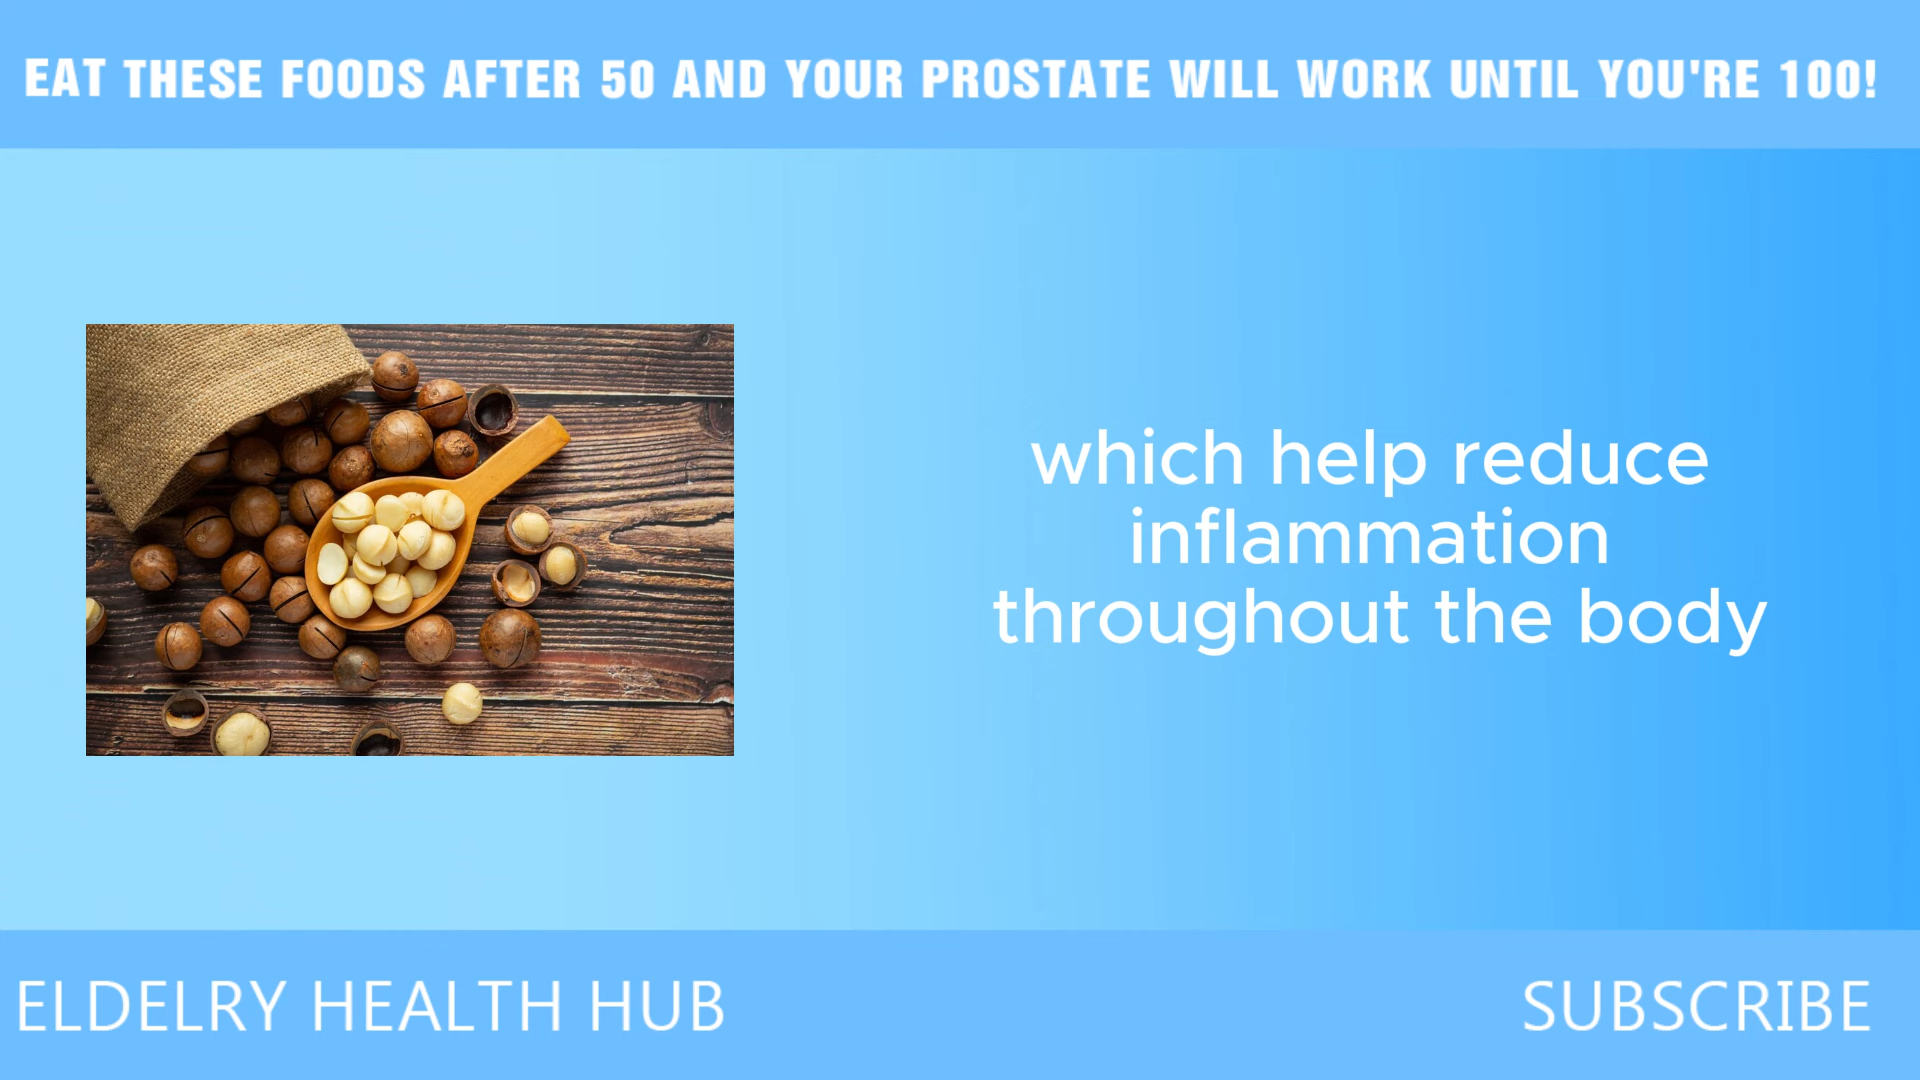 EAT THESE FOODS AFTER 50 AND YOUR PROSTATE WILL WORK UNTIL YOU'RE 100!
which help reduce
inflammation
throughout the body
ELDELRY HEALTH HUB
SUBSCRIBE